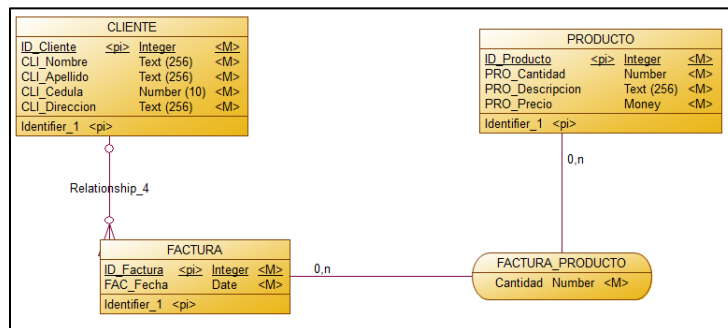 CLIENTE
ID_Cliente <pi> Integer <M>
CLI_Nombre Text (256) <M>
CLI_Apellido Text (256) <M>
CLI_Cedula Number (10) <M>
CLI_Direccion Text (256) <M>
Identifier_1 <pi>
PRODUCTO
ID_Producto <pi> Integer <M>
PRO_Cantidad Number <M>
PRO_Descripcion Text (256) <M>
PRO_Precio Money <M>
Identifier_1 <pi>
0,n
Relationship_4
FACTURA
ID_Factura <pi> Integer <M>
FAC_Fecha Date <M>
Identifier_1 <pi>
0,n
FACTURA_PRODUCTO
Cantidad Number <M>